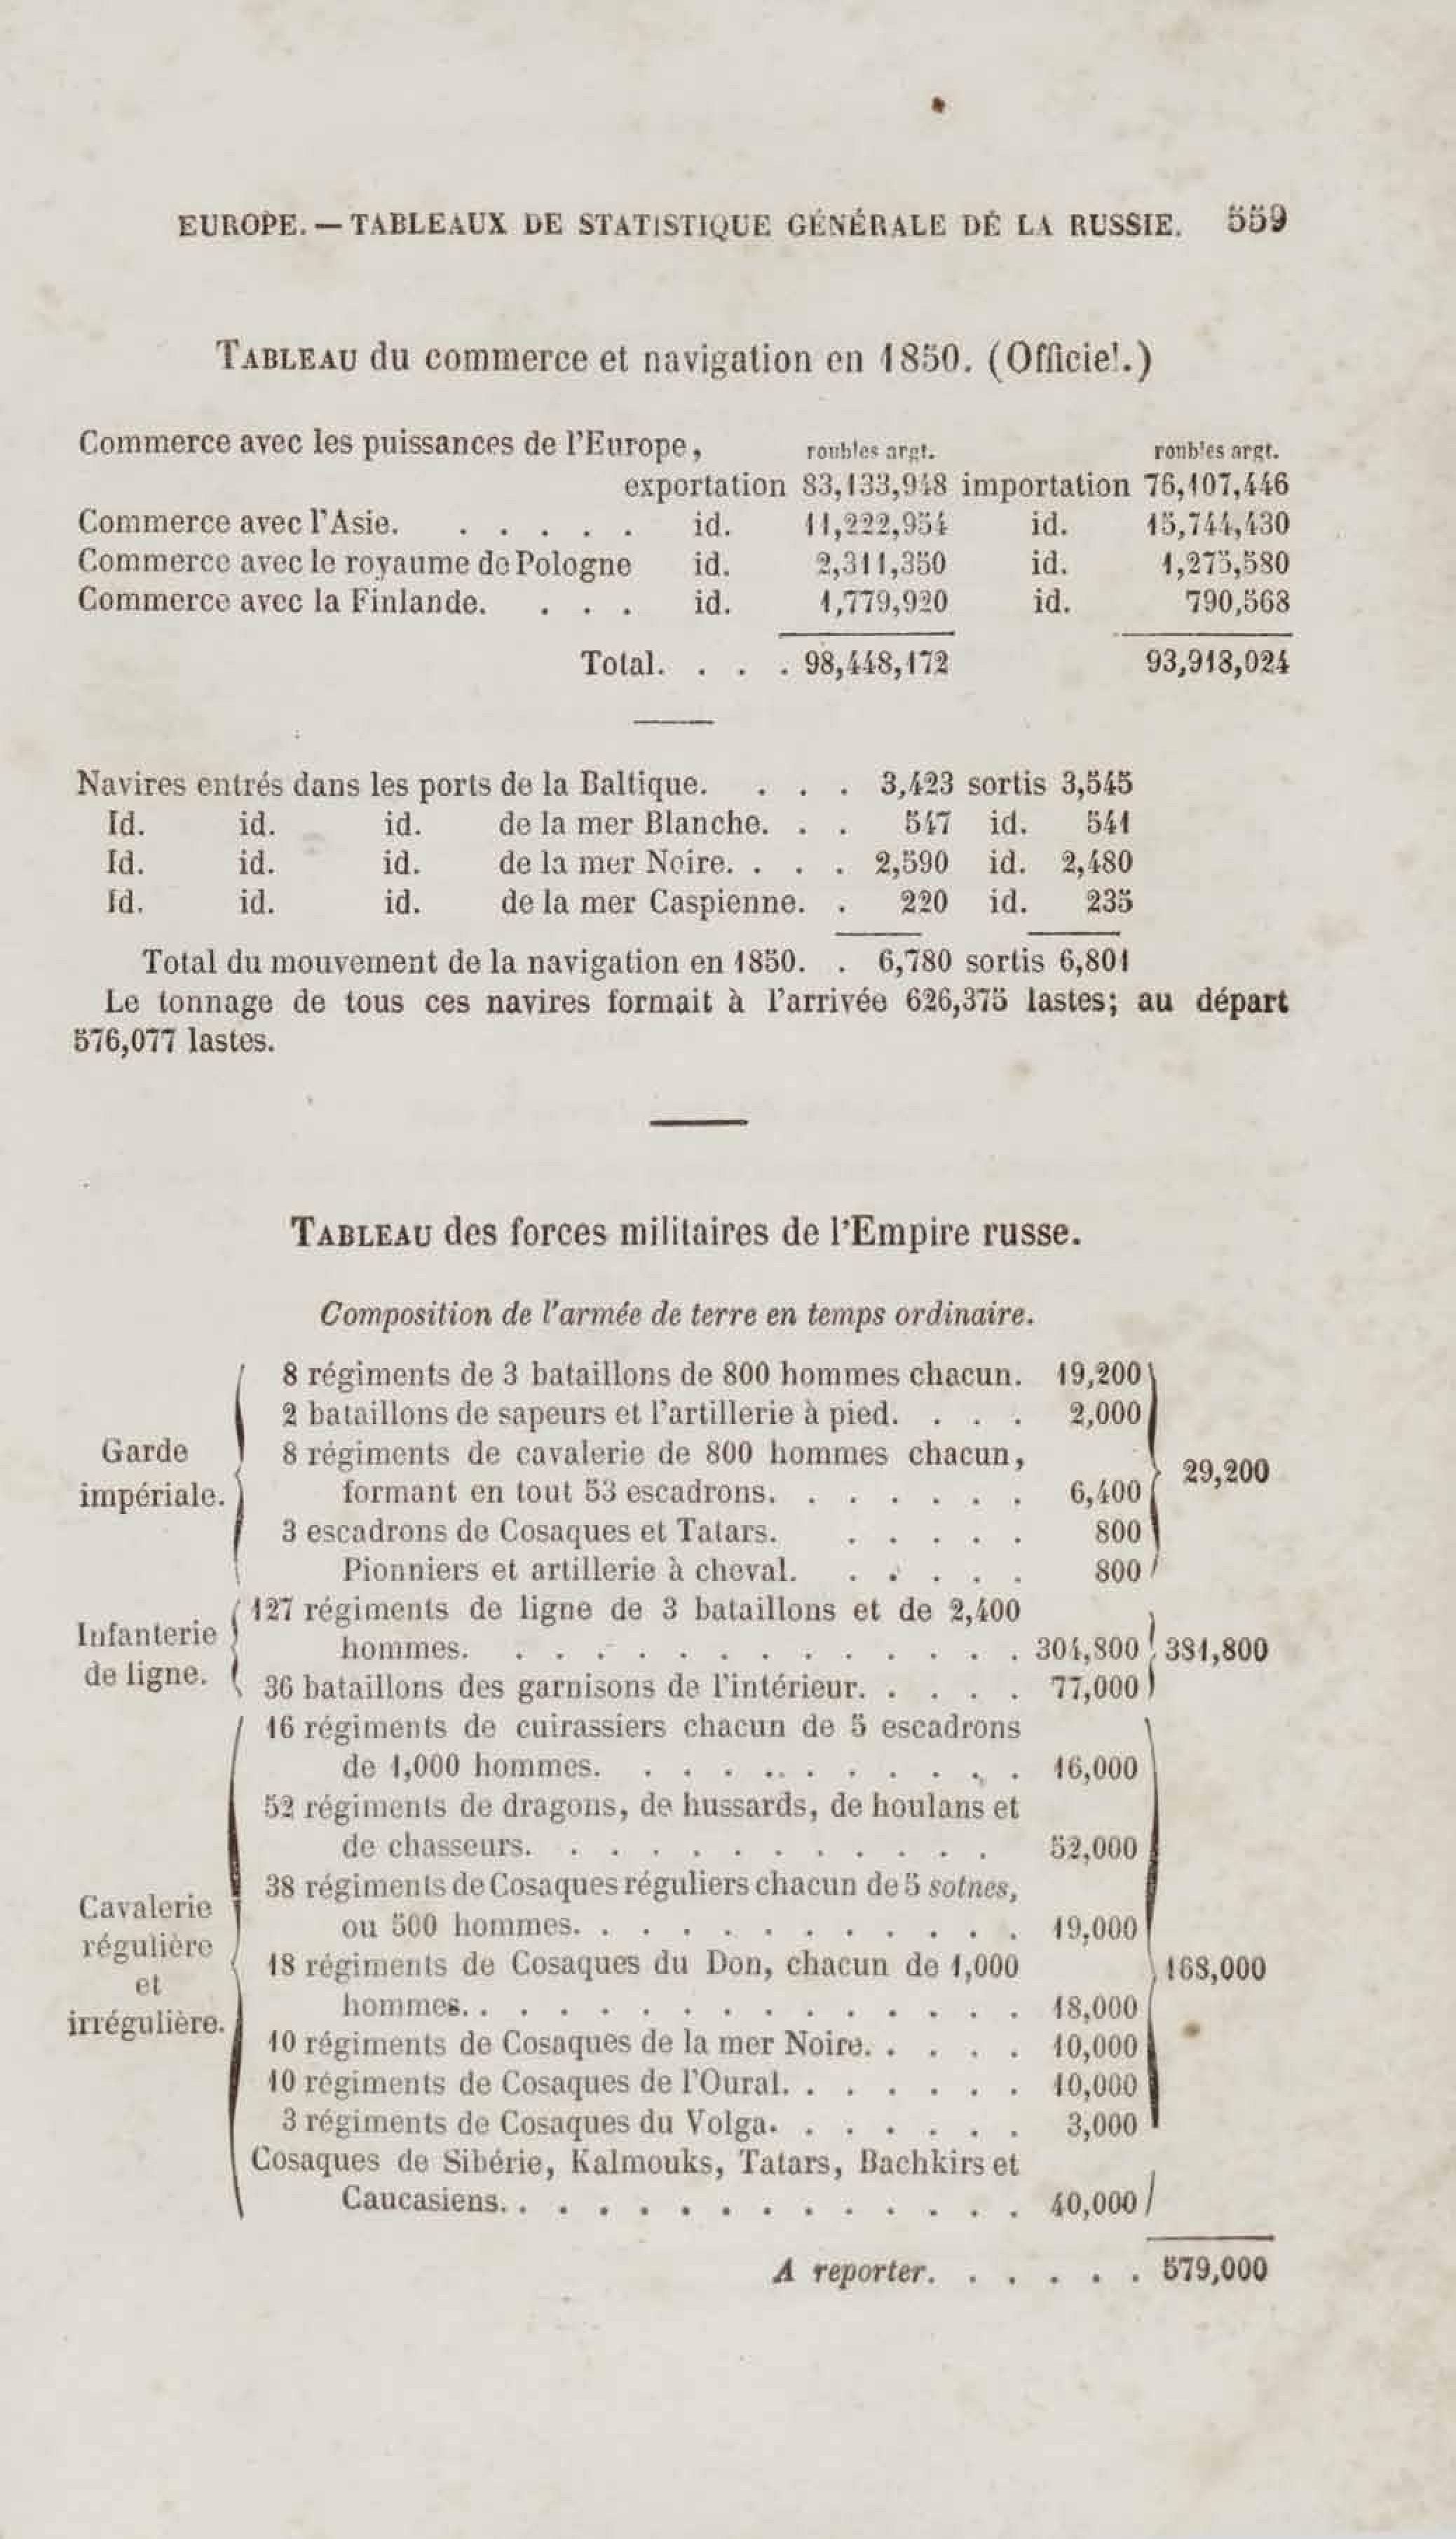 EUROPE. — TABLEAUX DE STATISTIQUE GÉNÉRALE DE LA RUSSIE. 559
TABLEAU du commerce et navigation en 1850. (Officiel.)
Commerce avec les puissances de l'Europe, roubles argt. roubles argt.
exportation 83,133,948 importation 76,107,446
Commerce avec l'Asie. . . . . . id. 11,222,954 id. 15,744,430
Commerce avec le royaume de Pologne id. 2,311,350 id. 1,275,580
Commerce avec la Finlande. . . . id. 1,779,920 id. 790,568
Total. . . . 98,448,172 93,918,024
Navires entrés dans les ports de la Baltique. . . . 3,423 sortis 3,545
Id. id. id. de la mer Blanche. . . 547 id. 541
Id. id. id. de la mer Noire. . . . 2,590 id. 2,480
Id. id. id. de la mer Caspienne. . 220 id. 235
Total du mouvement de la navigation en 1850. . 6,780 sortis 6,801
Le tonnage de tous ces navires formait à l'arrivée 626,375 lastes; au départ
576,077 lastes.
TABLEAU des forces militaires de l'Empire russe.
Composition de l'armée de terre en temps ordinaire.
Garde impériale.
8 régiments de 3 bataillons de 800 hommes chacun. 19,200
2 bataillons de sapeurs et l'artillerie à pied. . . . 2,000
8 régiments de cavalerie de 800 hommes chacun,
formant en tout 53 escadrons. . . . . . . 6,400
3 escadrons de Cosaques et Tatars. . . . . . 800
Pionniers et artillerie à cheval. . . . . . 800
29,200
Infanterie de ligne.
127 régiments de ligne de 3 bataillons et de 2,400
hommes. . . . . . . . . . . . . . 304,800
36 bataillons des garnisons de l'intérieur. . . . . 77,000
381,800
Cavalerie régulière et irrégulière.
16 régiments de cuirassiers chacun de 5 escadrons
de 1,000 hommes. . . . . . . . . . . 16,000
52 régiments de dragons, de hussards, de houlans et
de chasseurs. . . . . . . . . . . . 52,000
38 régiments de Cosaques réguliers chacun de 5 sotnes,
ou 500 hommes. . . . . . . . . . . . 19,000
18 régiments de Cosaques du Don, chacun de 1,000
hommes. . . . . . . . . . . . . . . 18,000
10 régiments de Cosaques de la mer Noire. . . . . 10,000
10 régiments de Cosaques de l'Oural. . . . . . . 10,000
3 régiments de Cosaques du Volga. . . . . . . 3,000
Cosaques de Sibérie, Kalmouks, Tatars, Bachkirs et
Caucasiens. . . . . . . . . . . . . . 40,000
168,000
A reporter. . . . . . 579,000